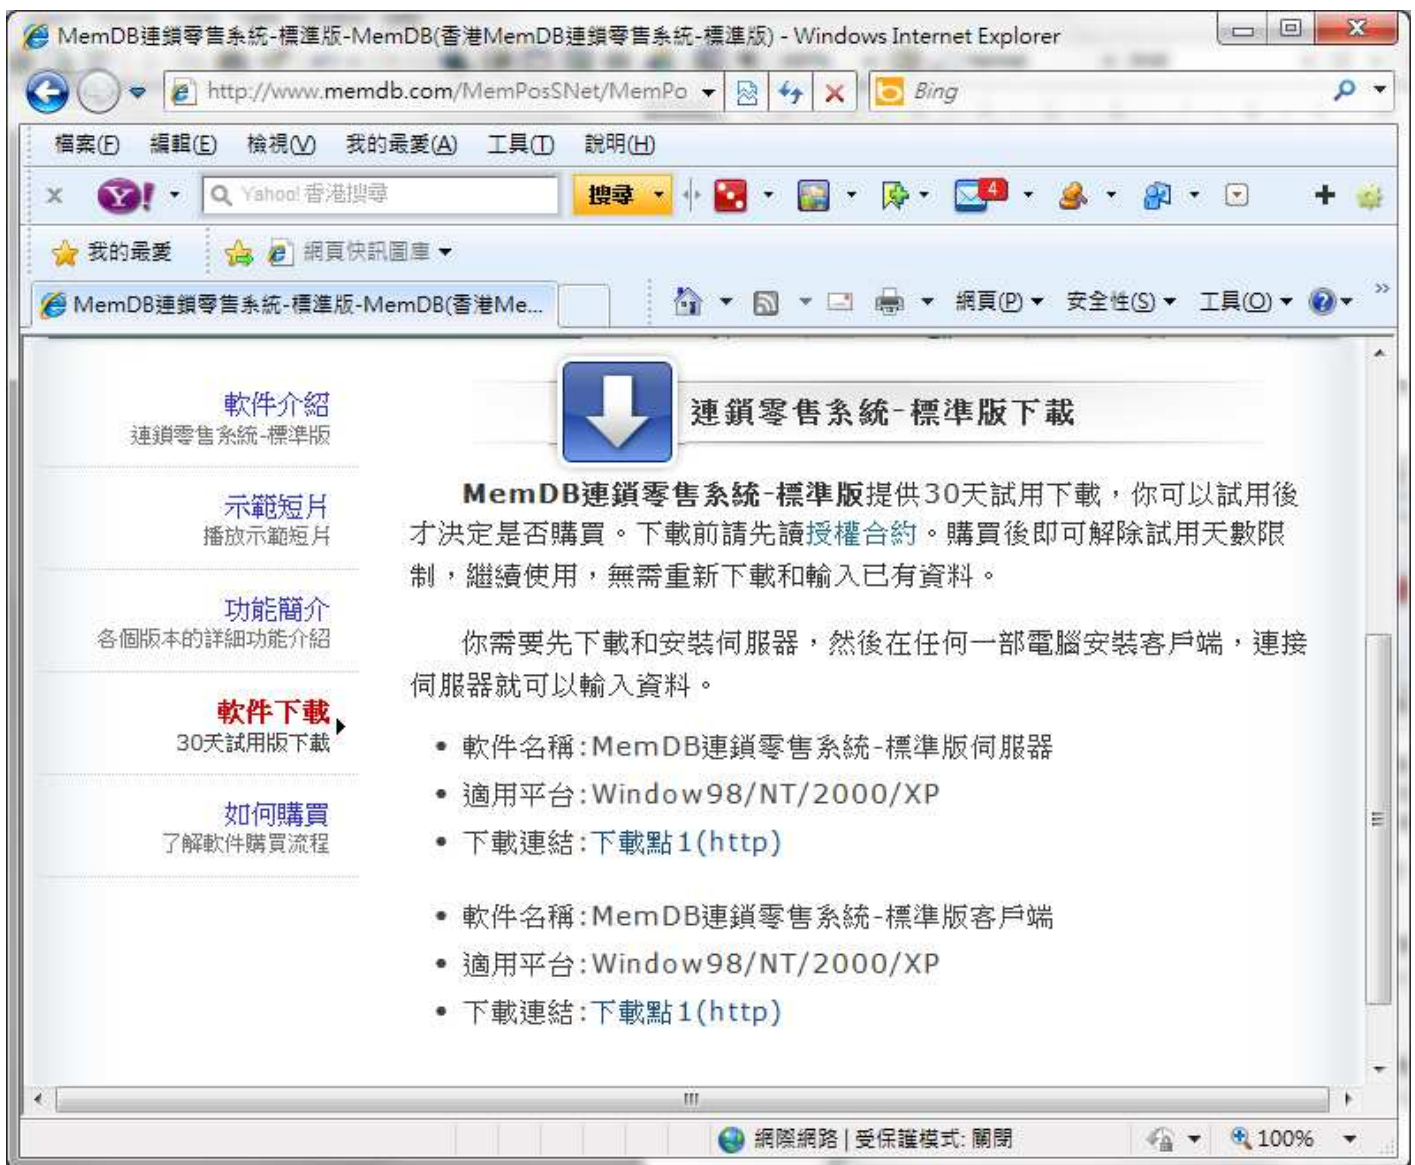 MemDB連鎖零售系統-標準版-MemDB(香港MemDB連鎖零售系統-標準版) - Windows Internet Explorer
http://www.memdb.com/MemPosSNet/MemPo
Bing
檔案(F) 編輯(E) 檢視(V) 我的最愛(A) 工具(T) 說明(H)
Yahoo! 香港搜尋
搜尋
4
我的最愛
網頁快訊圖庫
MemDB連鎖零售系統-標準版-MemDB(香港Me...
網頁(P) 安全性(S) 工具(O)
軟件介紹
連鎖零售系統-標準版
示範短片
播放示範短片
功能簡介
各個版本的詳細功能介紹
軟件下載
30天試用版下載
如何購買
了解軟件購買流程
連鎖零售系統-標準版下載
MemDB連鎖零售系統-標準版提供30天試用下載，你可以試用後
才決定是否購買。下載前請先讀授權合約。購買後即可解除試用天數限
制，繼續使用，無需重新下載和輸入已有資料。
你需要先下載和安裝伺服器，然後在任何一部電腦安裝客戶端，連接
伺服器就可以輸入資料。
• 軟件名稱:MemDB連鎖零售系統-標準版伺服器
• 適用平台:Window98/NT/2000/XP
• 下載連結:下載點1(http)
• 軟件名稱:MemDB連鎖零售系統-標準版客戶端
• 適用平台:Window98/NT/2000/XP
• 下載連結:下載點1(http)
網際網路 | 受保護模式: 關閉
100%